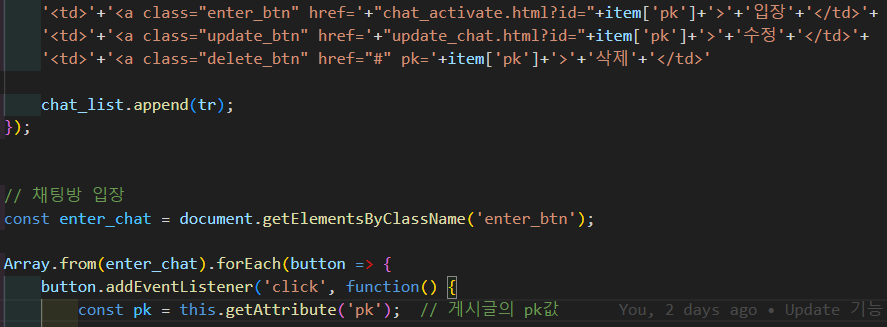 '<td>'+'<a class="enter_btn" href='+"chat_activate.html?id="+item['pk']+'>'+'입장'+'</td>'+
'<td>'+'<a class="update_btn" href='+"update_chat.html?id="+item['pk']+'>'+'수정'+'</td>'+
'<td>'+'<a class="delete_btn" href="#" pk='+item['pk']+'>'+'삭제'+'</td>'
chat_list.append(tr);
});
// 채팅방 입장
const enter_chat = document.getElementsByClassName('enter_btn');
Array.from(enter_chat).forEach(button => {
button.addEventListener('click', function() {
const pk = this.getAttribute('pk');  // 게시글의 pk값 You, 2 days ago • Update 기능